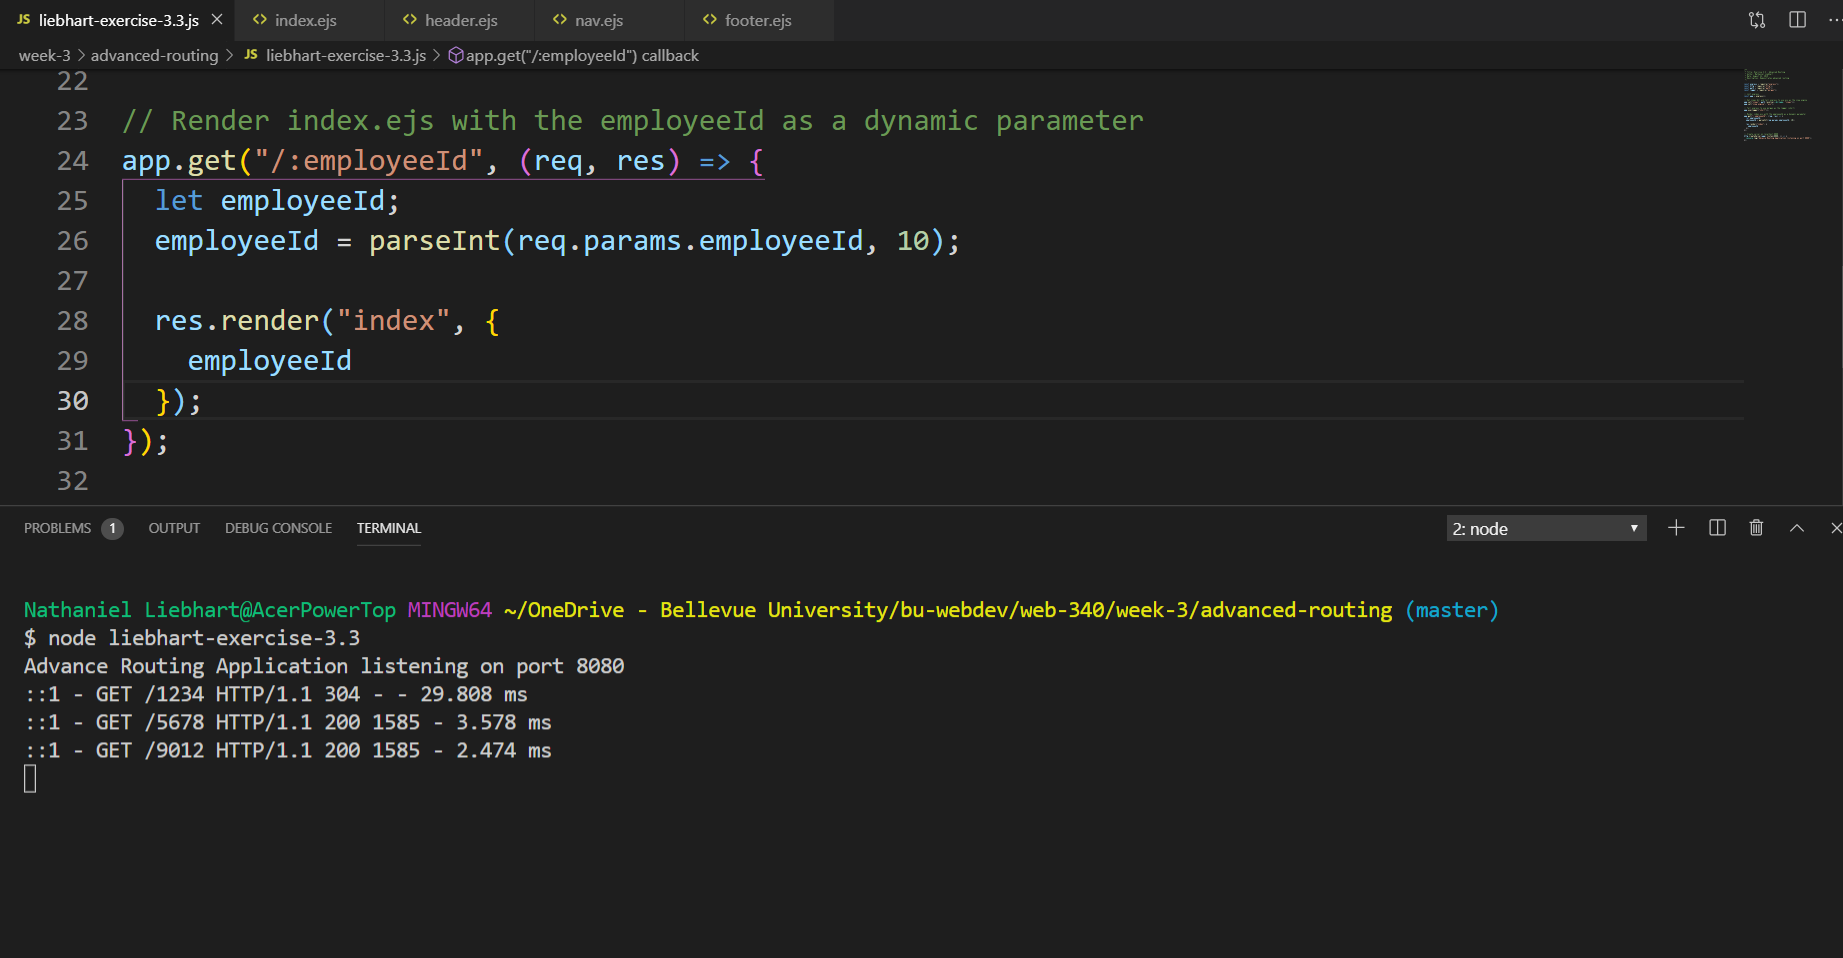 JS liebhart-exercise-3.3.js index.ejs header.ejs nav.ejs footer.ejs
week-3 > advanced-routing > JS liebhart-exercise-3.3.js > app.get("/:employeeId") callback
22
23 // Render index.ejs with the employeeId as a dynamic parameter
24 app.get("/:employeeId", (req, res) => {
25 let employeeId;
26 employeeId = parseInt(req.params.employeeId, 10);
27
28 res.render("index", {
29 employeeId
30 });
31 });
32
PROBLEMS 1 OUTPUT DEBUG CONSOLE TERMINAL 2: node
Nathaniel Liebhart@AcerPowerTop MINGW64 ~/OneDrive - Bellevue University/bu-webdev/web-340/week-3/advanced-routing (master)
$ node liebhart-exercise-3.3
Advance Routing Application listening on port 8080
::1 - GET /1234 HTTP/1.1 304 - - 29.808 ms
::1 - GET /5678 HTTP/1.1 200 1585 - 3.578 ms
::1 - GET /9012 HTTP/1.1 200 1585 - 2.474 ms